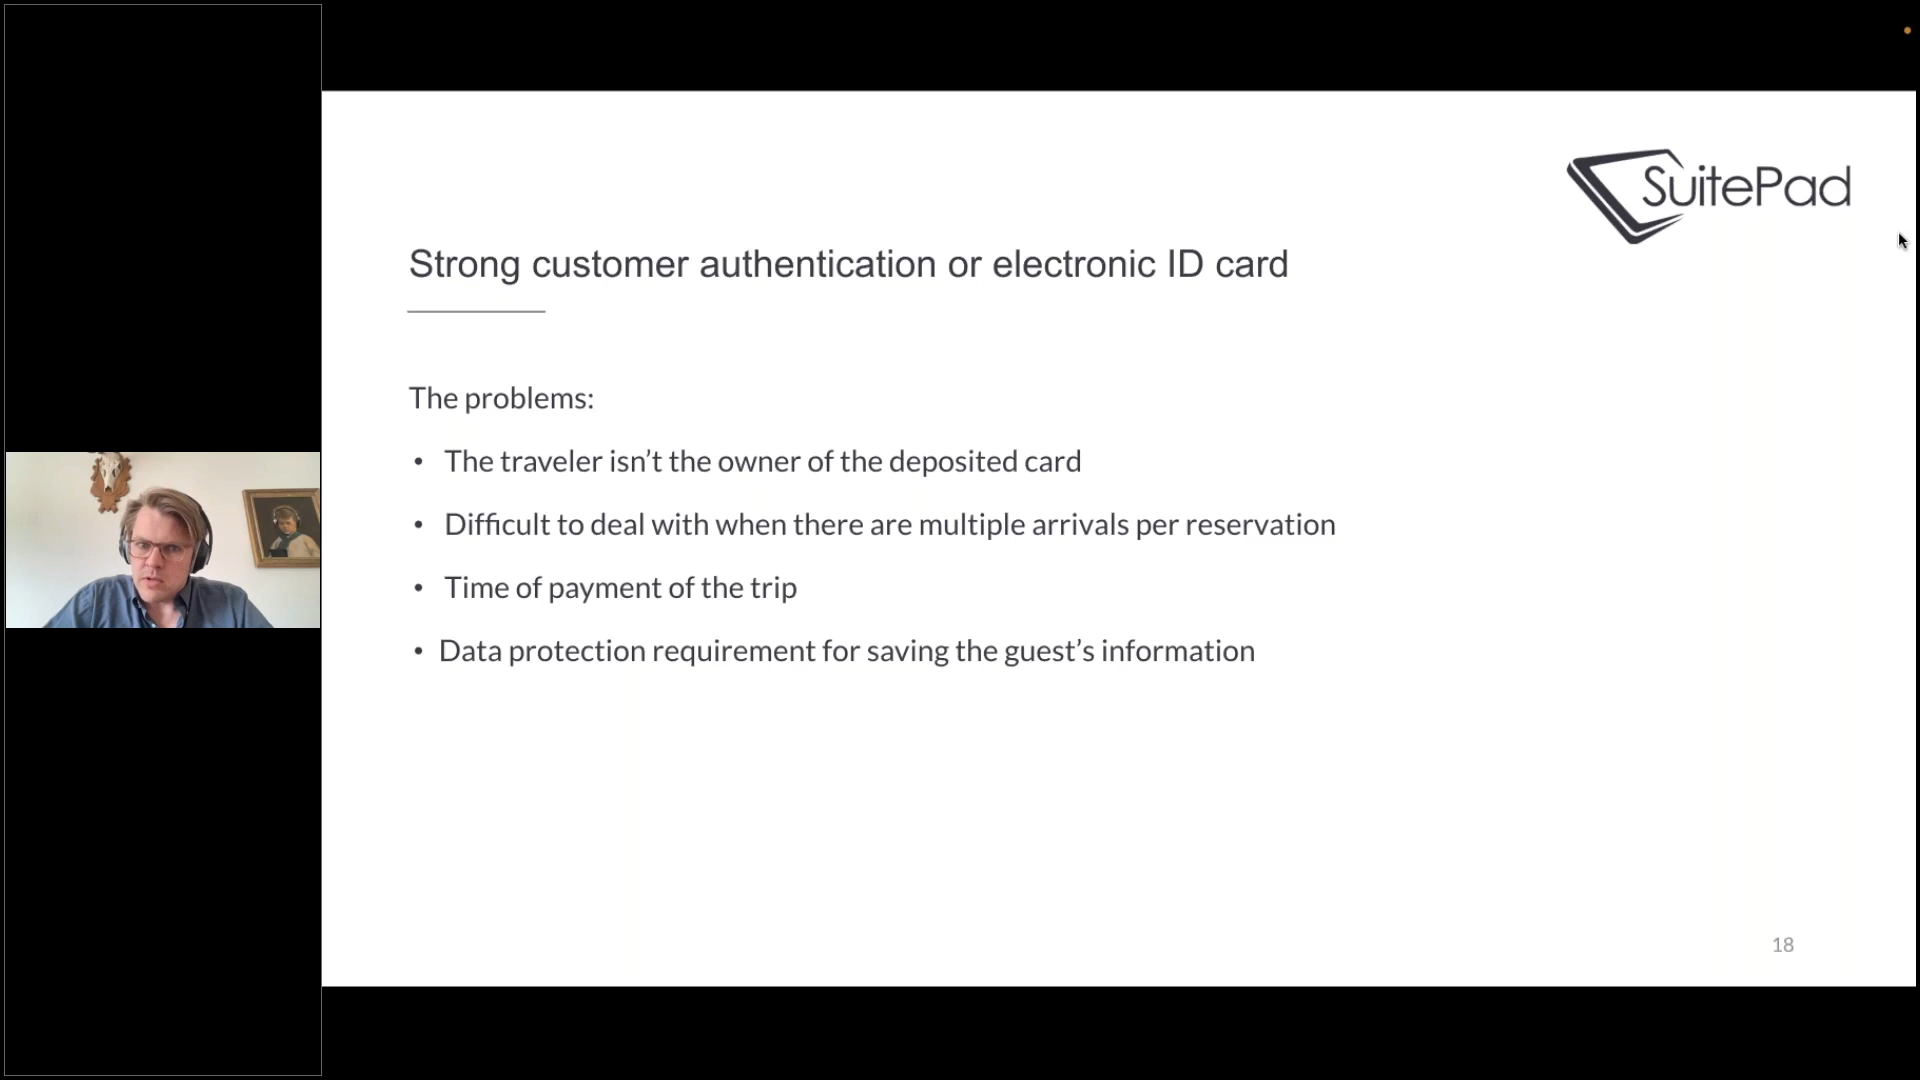 SuitePad
Strong customer authentication or electronic ID card
The problems:
• The traveler isn’t the owner of the deposited card
• Difficult to deal with when there are multiple arrivals per reservation
• Time of payment of the trip
• Data protection requirement for saving the guest’s information
18